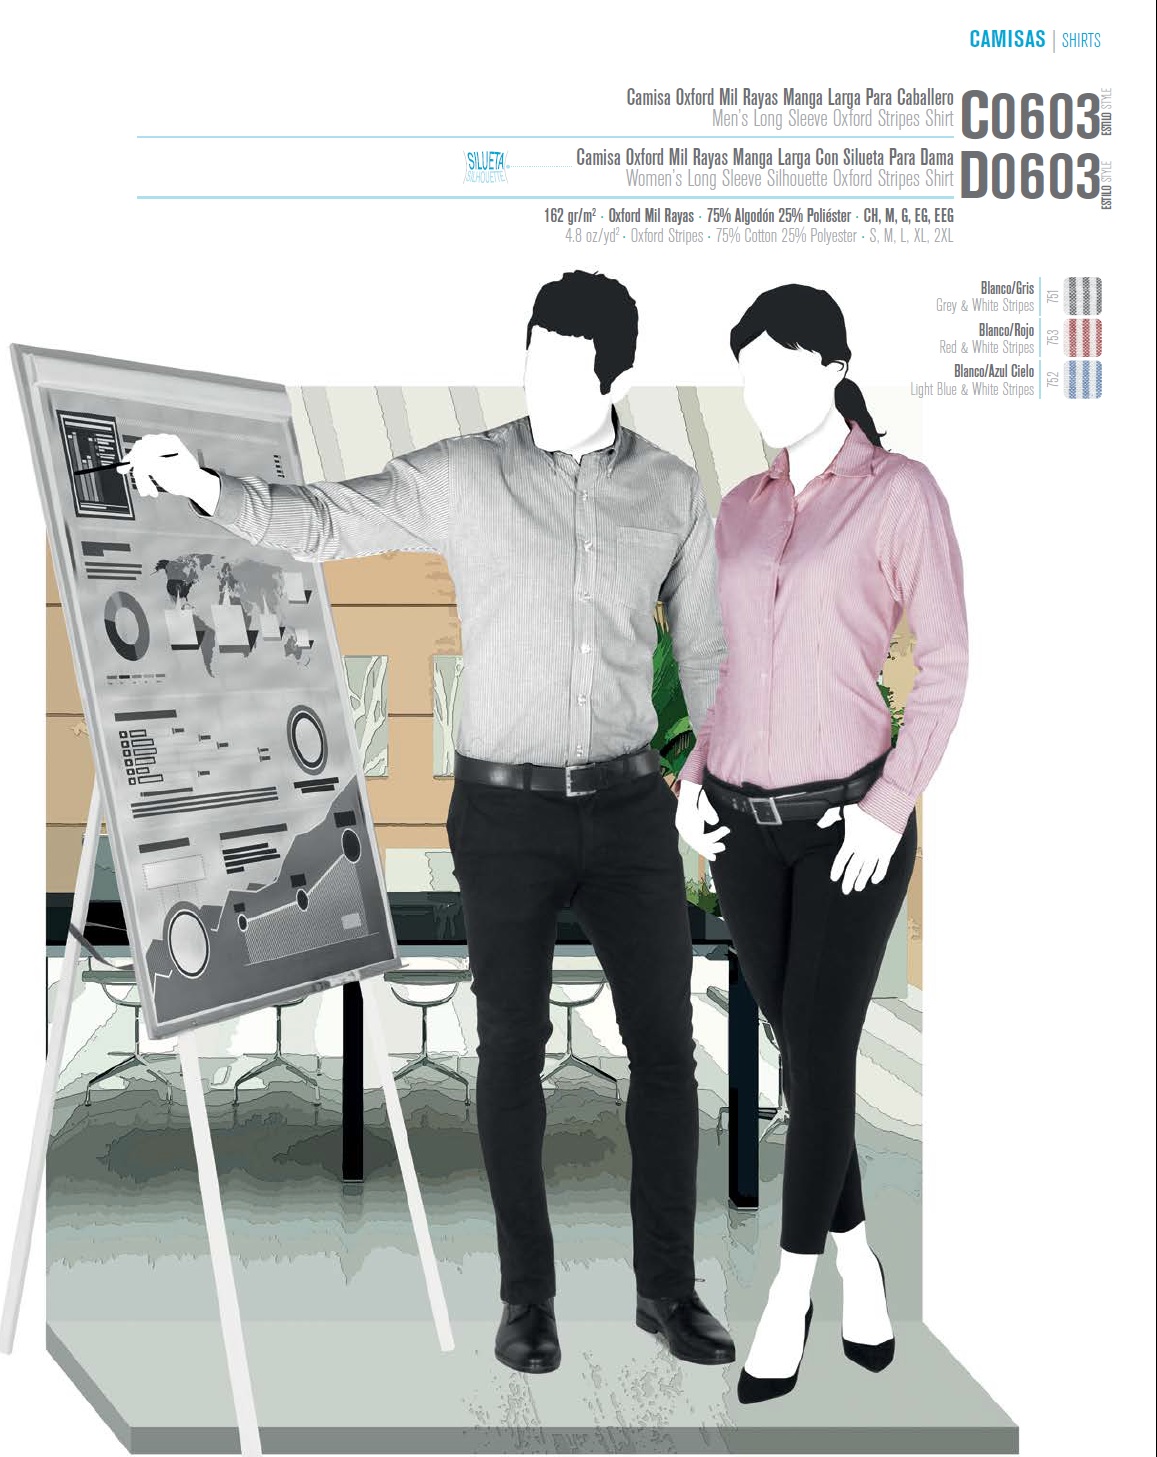 CAMISAS | SHIRTS
Camisa Oxford Mil Rayas Manga Larga Para Caballero
Men's Long Sleeve Oxford Stripes Shirt
C0603
ESTILO STYLE
SILUETA
SILHOUETTE
Camisa Oxford Mil Rayas Manga Larga Con Silueta Para Dama
Women's Long Sleeve Silhouette Oxford Stripes Shirt
D0603
ESTILO STYLE
162 gr/m² · Oxford Mil Rayas · 75% Algodón 25% Poliéster · CH, M, G, EG, EEG
4.8 oz/yd² · Oxford Stripes · 75% Cotton 25% Polyester · S, M, L, XL, 2XL
Blanco/Gris
Grey & White Stripes
751
Blanco/Rojo
Red & White Stripes
753
Blanco/Azul Cielo
Light Blue & White Stripes
752